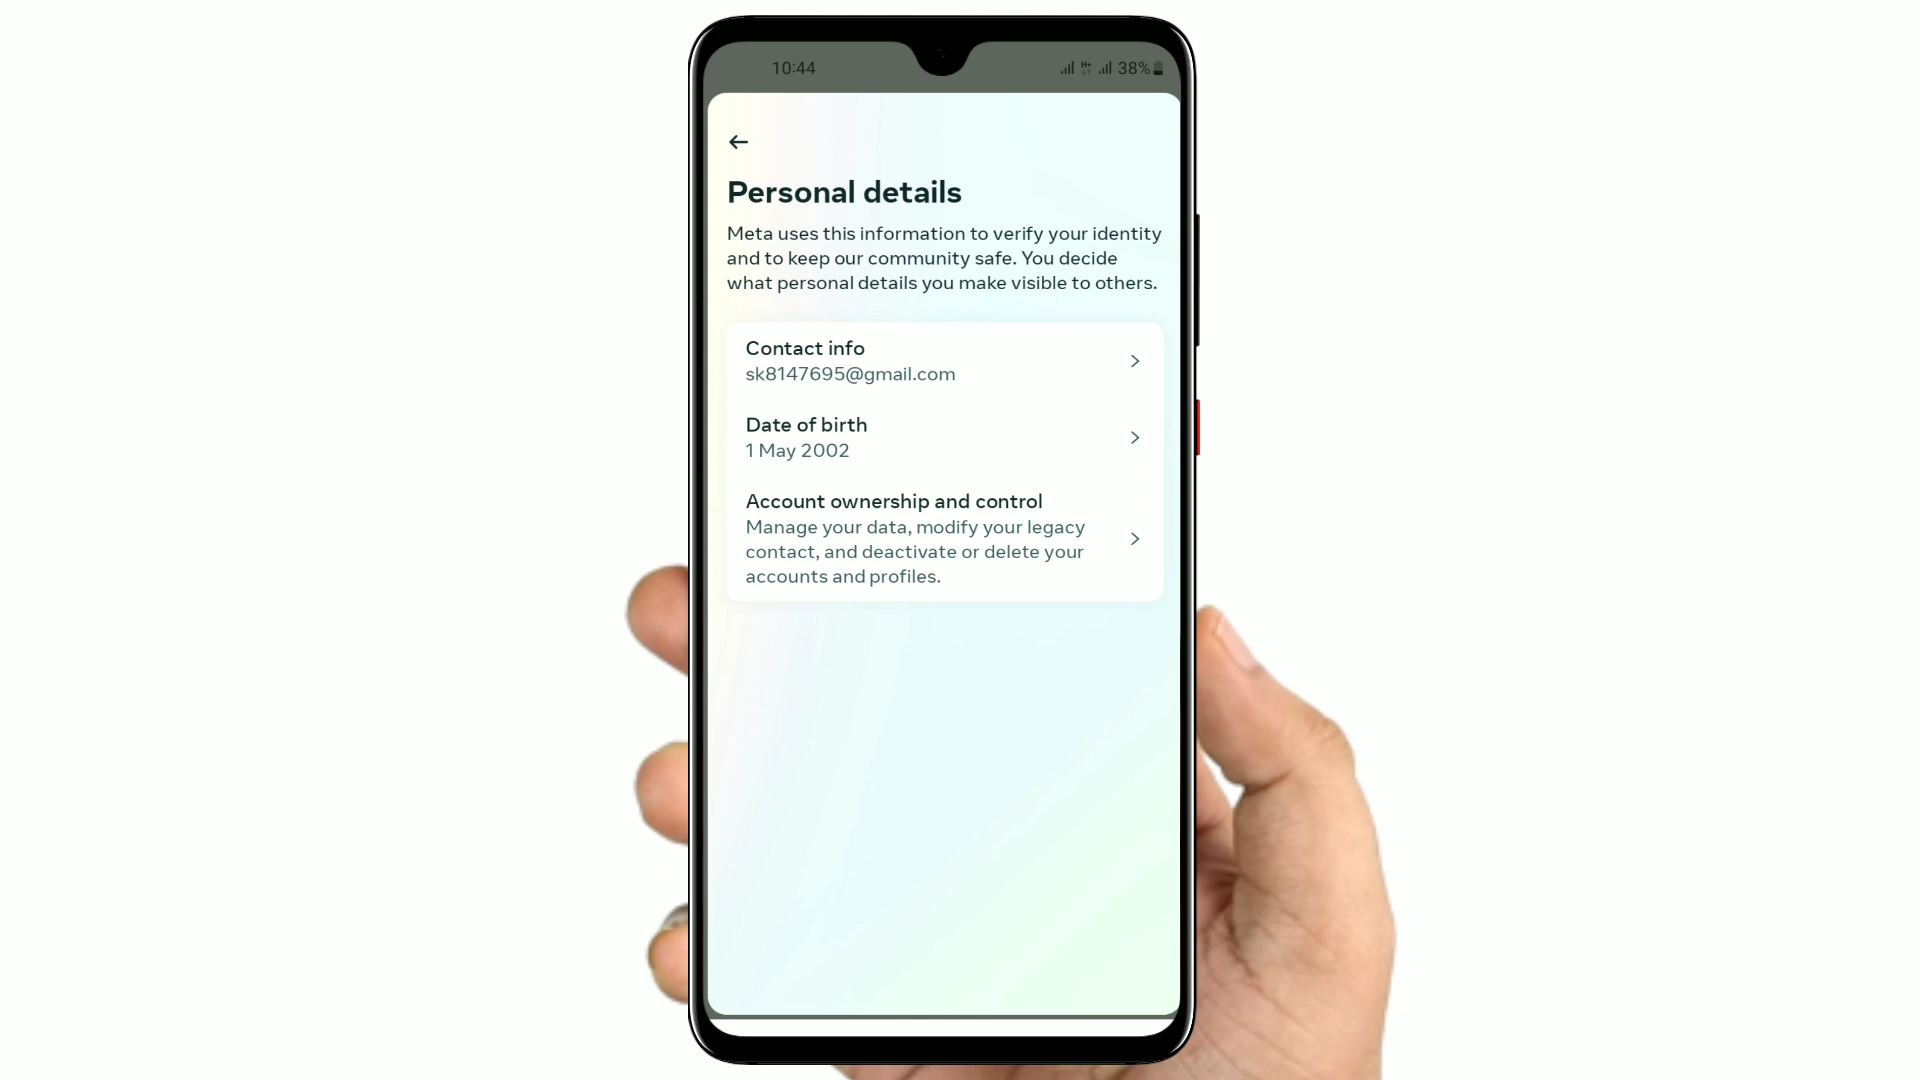 10:44
38%
Personal details
Meta uses this information to verify your identity
and to keep our community safe. You decide
what personal details you make visible to others.
Contact info
sk8147695@gmail.com
Date of birth
1 May 2002
Account ownership and control
Manage your data, modify your legacy
contact, and deactivate or delete your
accounts and profiles.